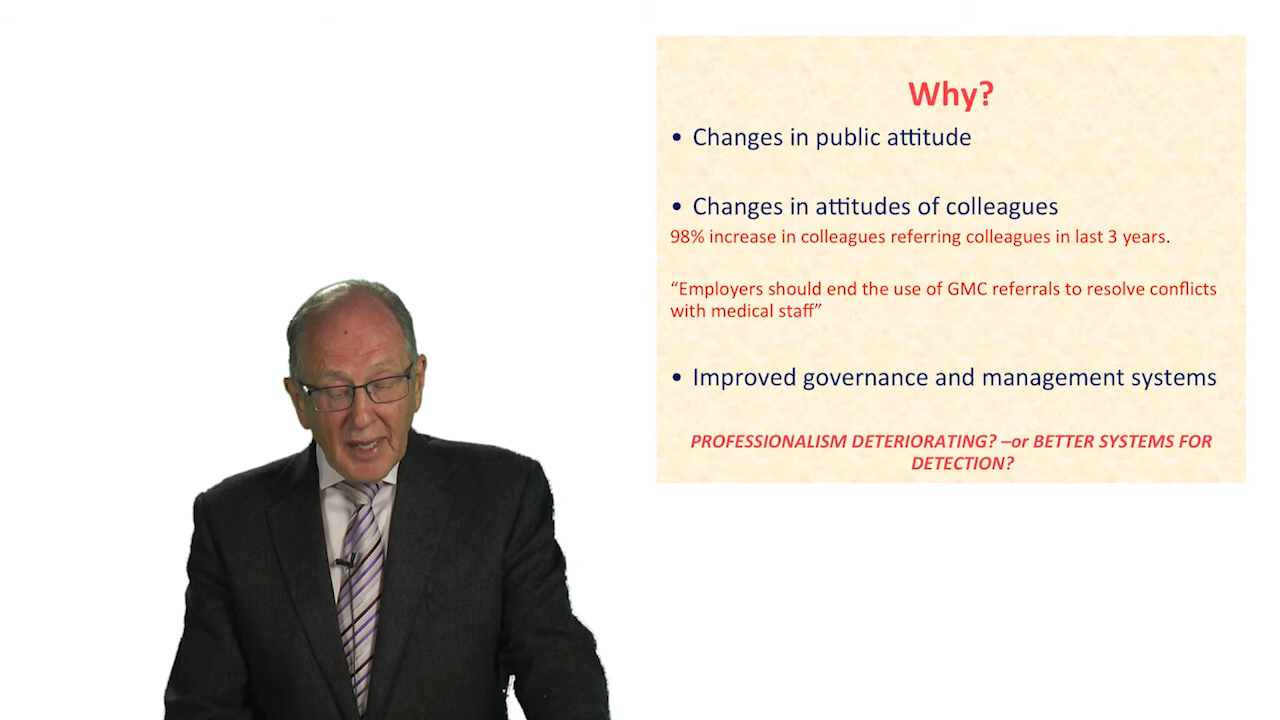 Why?
• Changes in public attitude
• Changes in attitudes of colleagues
98% increase in colleagues referring colleagues in last 3 years.
“Employers should end the use of GMC referrals to resolve conflicts
with medical staff”
• Improved governance and management systems
PROFESSIONALISM DETERIORATING? –or BETTER SYSTEMS FOR
DETECTION?